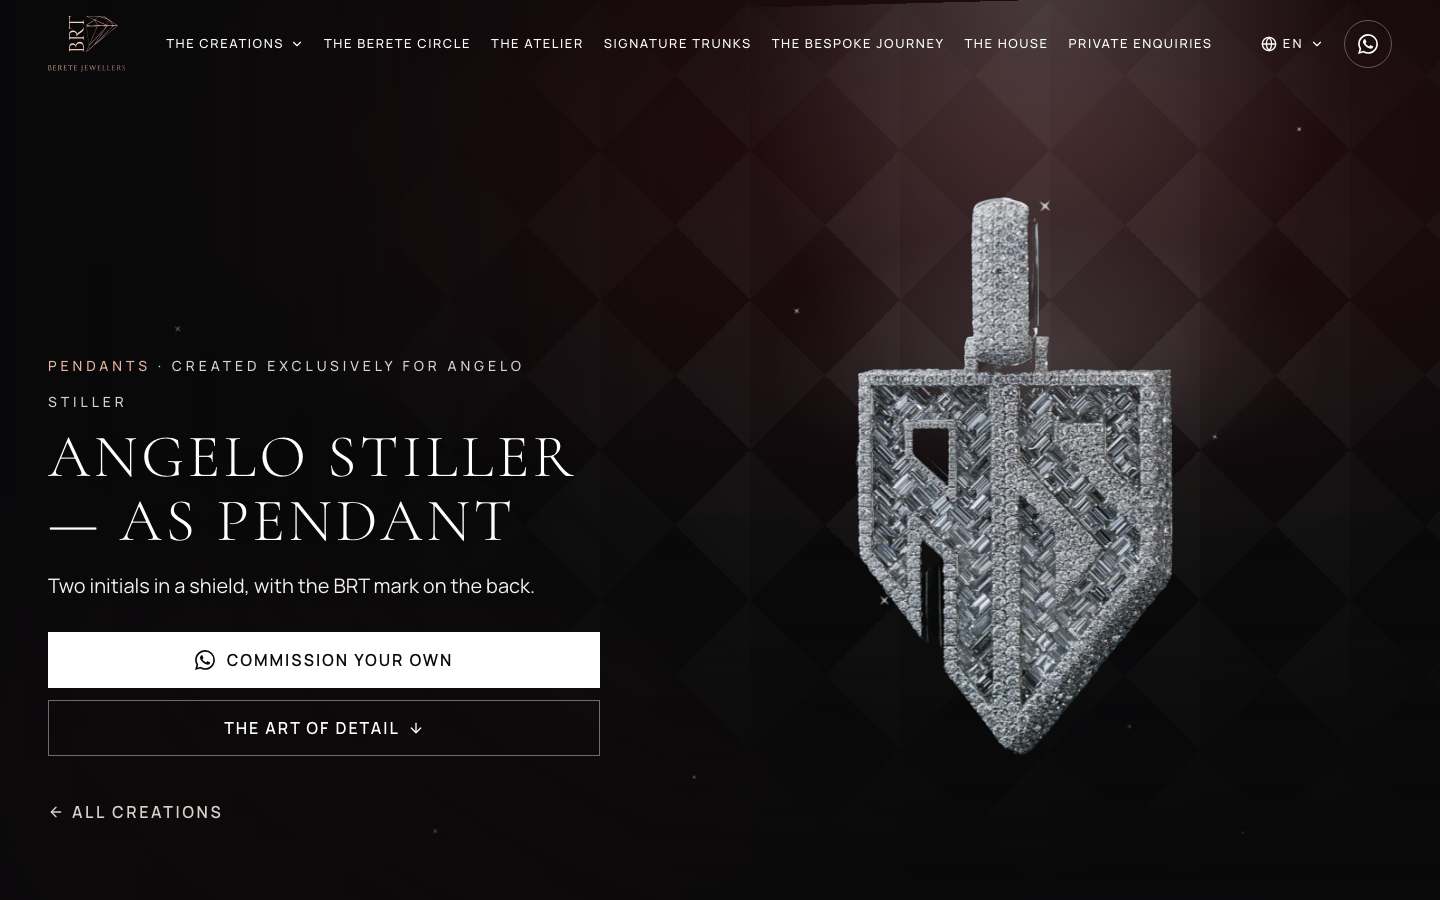 BRT
BERETE JEWELLERS
THE CREATIONS THE BERETE CIRCLE THE ATELIER SIGNATURE TRUNKS THE BESPOKE JOURNEY THE HOUSE PRIVATE ENQUIRIES EN
PENDANTS · CREATED EXCLUSIVELY FOR ANGELO
STILLER
ANGELO STILLER
— AS PENDANT
Two initials in a shield, with the BRT mark on the back.
COMMISSION YOUR OWN
THE ART OF DETAIL ↓
← ALL CREATIONS